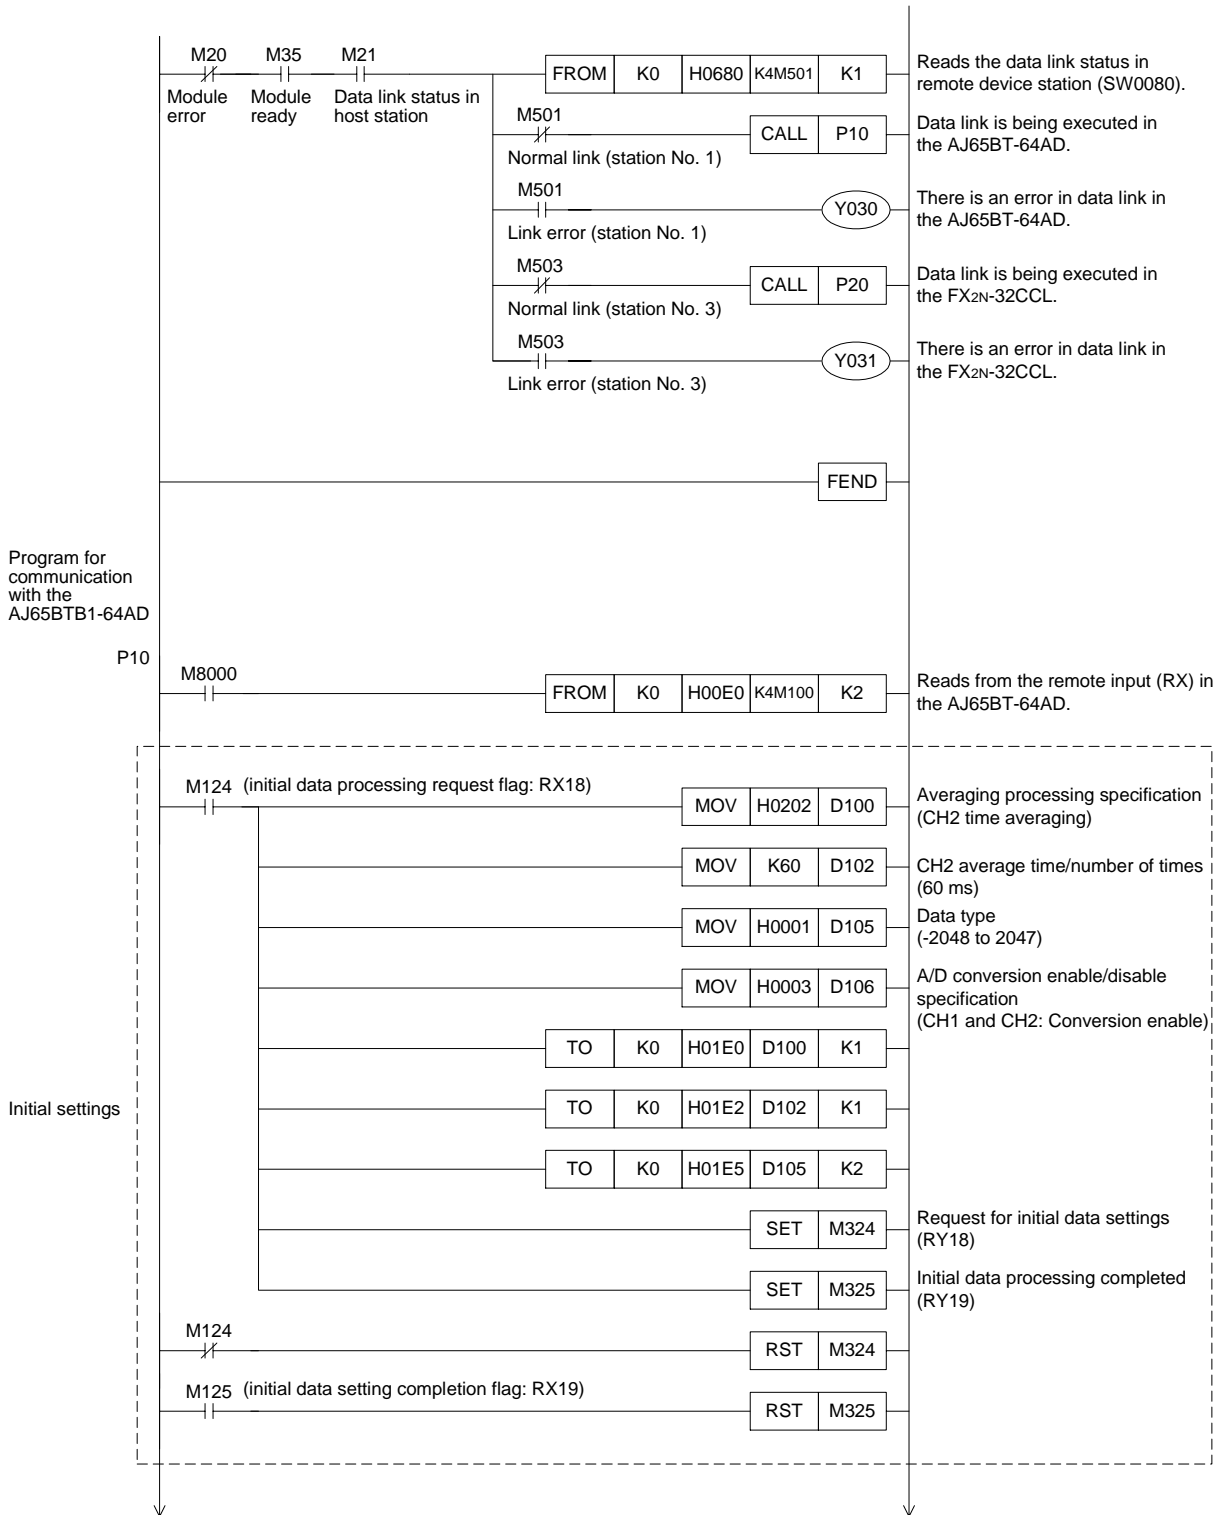 M20 M35 M21
Module error
Module ready
Data link status in host station
FROM K0 H0680 K4M501 K1
Reads the data link status in
remote device station (SW0080).
M501
Normal link (station No. 1)
CALL P10
Data link is being executed in
the AJ65BT-64AD.
M501
Link error (station No. 1)
Y030
There is an error in data link in
the AJ65BT-64AD.
M503
Normal link (station No. 3)
CALL P20
Data link is being executed in
the FX2N-32CCL.
M503
Link error (station No. 3)
Y031
There is an error in data link in
the FX2N-32CCL.
FEND
Program for
communication
with the
AJ65BTB1-64AD
P10
M8000
FROM K0 H00E0 K4M100 K2
Reads from the remote input (RX) in
the AJ65BT-64AD.
Initial settings
M124 (initial data processing request flag: RX18)
MOV H0202 D100
Averaging processing specification
(CH2 time averaging)
MOV K60 D102
CH2 average time/number of times
(60 ms)
MOV H0001 D105
Data type
(-2048 to 2047)
MOV H0003 D106
A/D conversion enable/disable
specification
(CH1 and CH2: Conversion enable)
TO K0 H01E0 D100 K1
TO K0 H01E2 D102 K1
TO K0 H01E5 D105 K2
SET M324
Request for initial data settings
(RY18)
SET M325
Initial data processing completed
(RY19)
M124
RST M324
M125 (initial data setting completion flag: RX19)
RST M325